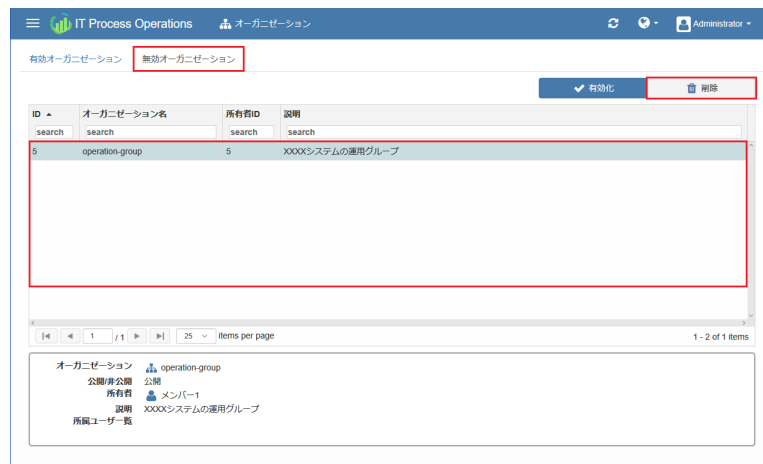 IT Process Operations オーガニゼーション Administrator
有効オーガニゼーション 無効オーガニゼーション
有効化 削除
ID オーガニゼーション名 所有者ID 説明
search search search search
5 operation-group 5 XXXXシステムの運用グループ
1 / 1 25 items per page 1 - 2 of 1 items
オーガニゼーション operation-group
公開/非公開 公開
所有者 メンバー1
説明 XXXXシステムの運用グループ
所属ユーザ一覧